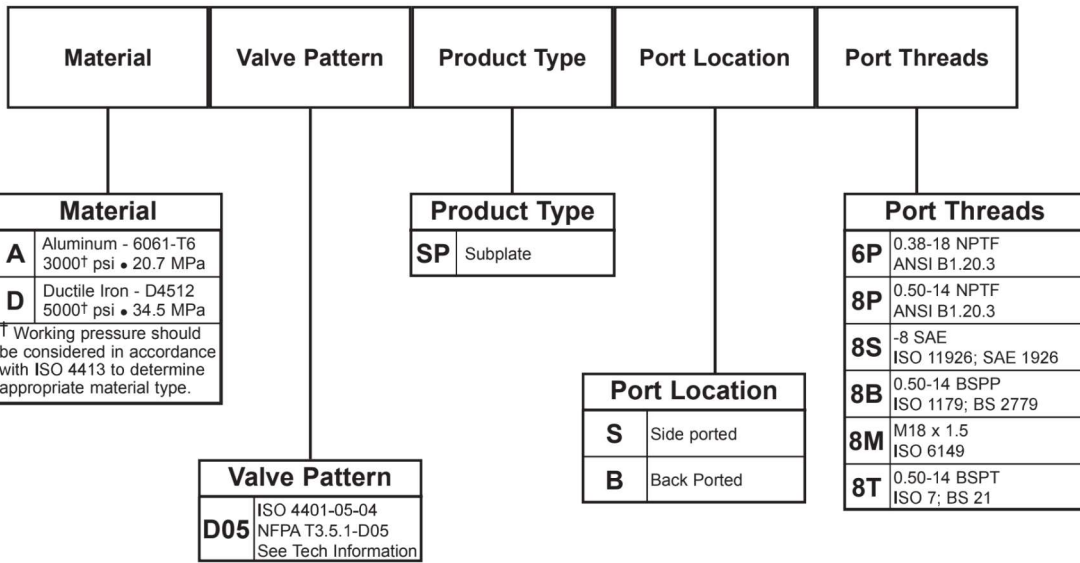 Material
Valve Pattern
Product Type
Port Location
Port Threads
Material
A
Aluminum - 6061-T6
3000† psi • 20.7 MPa
D
Ductile Iron - D4512
5000† psi • 34.5 MPa
† Working pressure should
be considered in accordance
with ISO 4413 to determine
appropriate material type.
Valve Pattern
D05
ISO 4401-05-04
NFPA T3.5.1-D05
See Tech Information
Product Type
SP
Subplate
Port Location
S
Side ported
B
Back Ported
Port Threads
6P
0.38-18 NPTF
ANSI B1.20.3
8P
0.50-14 NPTF
ANSI B1.20.3
8S
-8 SAE
ISO 11926; SAE 1926
8B
0.50-14 BSPP
ISO 1179; BS 2779
8M
M18 x 1.5
ISO 6149
8T
0.50-14 BSPT
ISO 7; BS 21